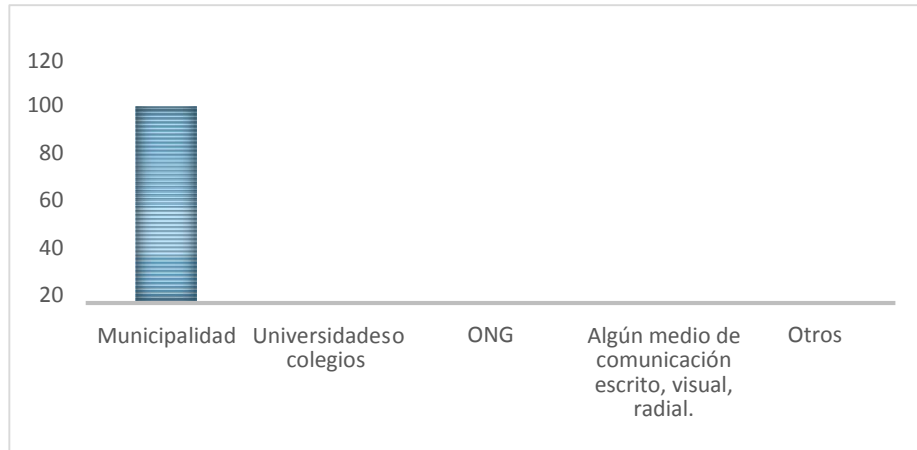 120
100
80
60
40
20
Municipalidad
Universidadeso
colegios
ONG
Algún medio de
comunicación
escrito, visual,
radial.
Otros